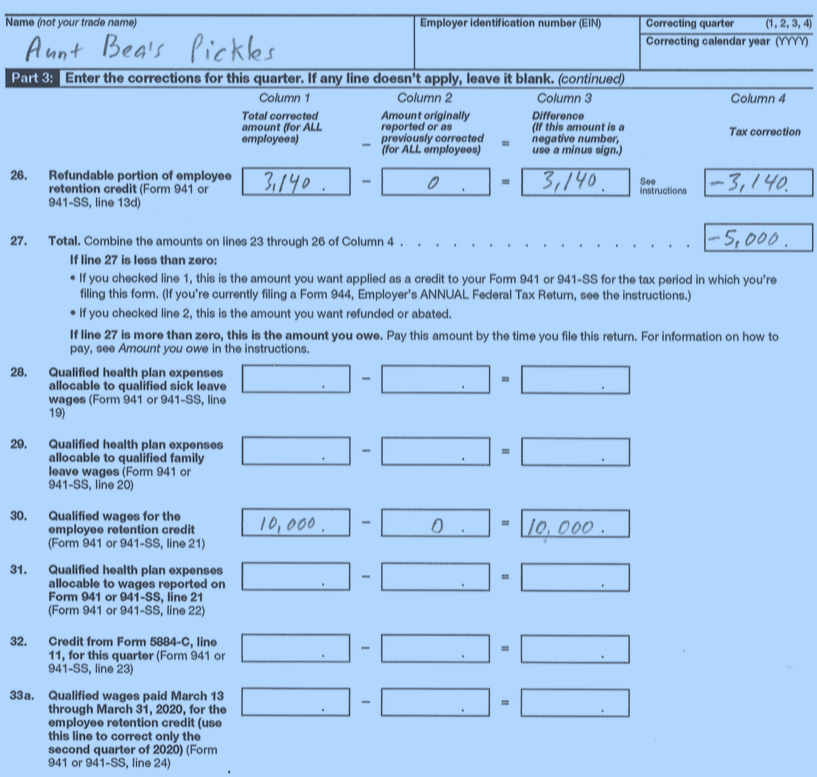 Name (not your trade name)
Employer identification number (EIN)
Correcting quarter (1, 2, 3, 4)
Aunt Bea's Pickles
Correcting calendar year (YYYY)
Part 3: Enter the corrections for this quarter. If any line doesn't apply, leave it blank. (continued)
Column 1 Column 2 Column 3 Column 4
Total corrected amount (for ALL employees)
– Amount originally reported or as previously corrected (for ALL employees)
= Difference (If this amount is a negative number, use a minus sign.)
Tax correction
26. Refundable portion of employee 3,140 . – 0 . = 3,140 . See -3,140.
retention credit (Form 941 or instructions
941-SS, line 13d)
27. Total. Combine the amounts on lines 23 through 26 of Column 4 . . . . . . . . . . . . . . . . . -5,000 .
If line 27 is less than zero:
• If you checked line 1, this is the amount you want applied as a credit to your Form 941 or 941-SS for the tax period in which you're
filing this form. (If you're currently filing a Form 944, Employer's ANNUAL Federal Tax Return, see the instructions.)
• If you checked line 2, this is the amount you want refunded or abated.
If line 27 is more than zero, this is the amount you owe. Pay this amount by the time you file this return. For information on how to
pay, see Amount you owe in the instructions.
28. Qualified health plan expenses . – . = .
allocable to qualified sick leave
wages (Form 941 or 941-SS, line
19)
29. Qualified health plan expenses . – . = .
allocable to qualified family
leave wages (Form 941 or
941-SS, line 20)
30. Qualified wages for the 10,000 . – 0 . = 10,000 .
employee retention credit
(Form 941 or 941-SS, line 21)
31. Qualified health plan expenses . – . = .
allocable to wages reported on
Form 941 or 941-SS, line 21
(Form 941 or 941-SS, line 22)
32. Credit from Form 5884-C, line . – . = .
11, for this quarter (Form 941 or
941-SS, line 23)
33a. Qualified wages paid March 13 . – . = .
through March 31, 2020, for the
employee retention credit (use
this line to correct only the
second quarter of 2020) (Form
941 or 941-SS, line 24)